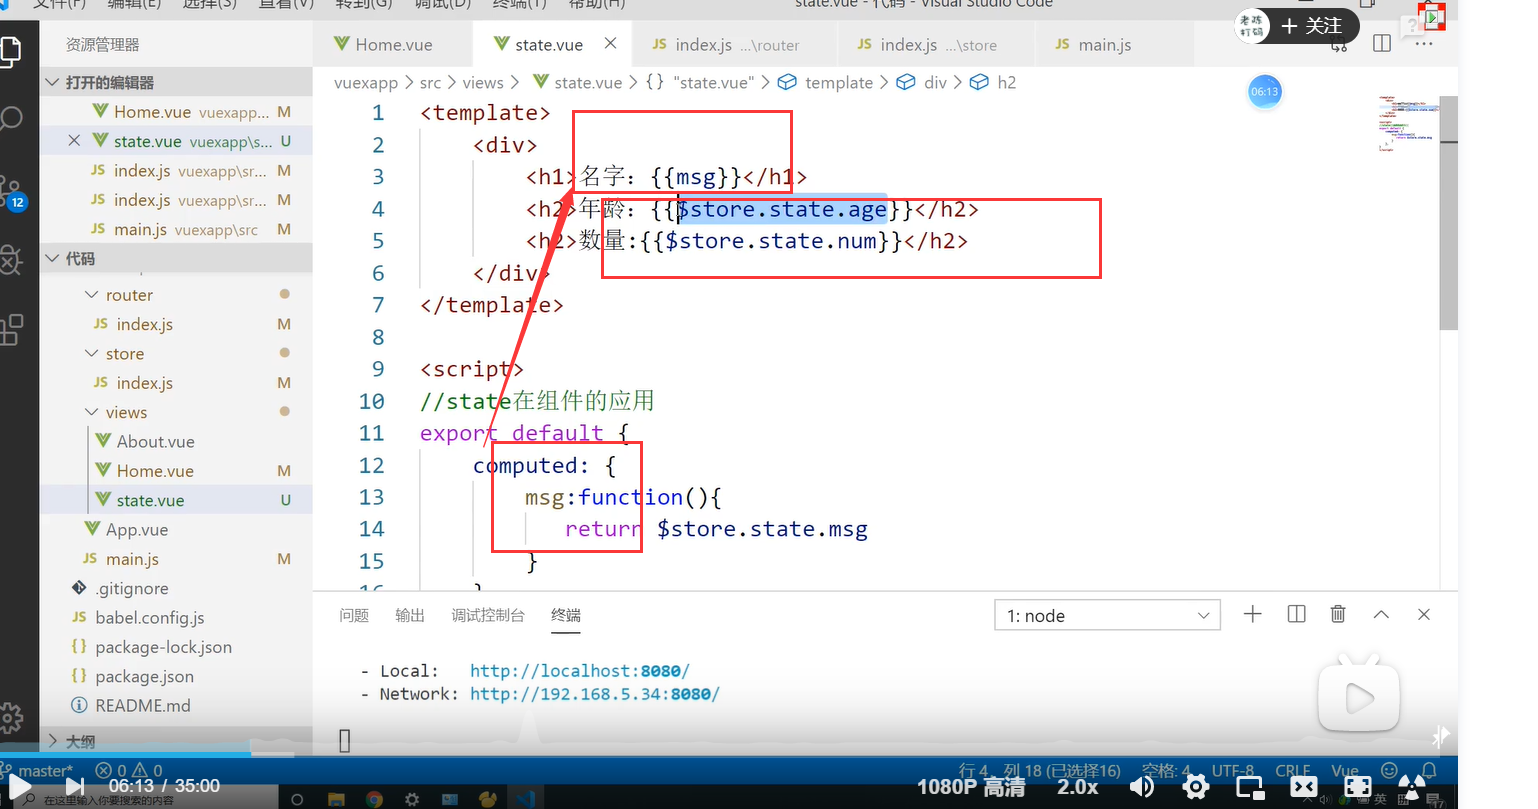 文件(F) 编辑(E) 选择(S) 查看(V) 转到(G) 调试(D) 终端(T) 帮助(H) state.vue - 代码 - Visual Studio Code
老陈打码 + 关注
资源管理器
Home.vue state.vue index.js ...\router index.js ...\store main.js
打开的编辑器
vuexapp > src > views > state.vue > {} "state.vue" > template > div > h2
06:13
Home.vue vuexapp... M
state.vue vuexapp\s... U
index.js vuexapp\sr... M
index.js vuexapp\sr... M
main.js vuexapp\src M
12
代码
router
index.js M
store
index.js M
views
About.vue
Home.vue M
state.vue U
App.vue
main.js M
.gitignore
babel.config.js
package-lock.json
package.json
README.md
大纲
1 <template>
2 <div>
3 <h1>名字: {{msg}}</h1>
4 <h2>年龄: {{$store.state.age}}</h2>
5 <h2>数量:{{$store.state.num}}</h2>
6 </div>
7 </template>
8
9 <script>
10 //state在组件的应用
11 export default {
12 computed: {
13 msg:function(){
14 return $store.state.msg
15 }
16 }
问题 输出 调试控制台 终端 1: node
- Local: http://localhost:8080/
- Network: http://192.168.5.34:8080/
master* 0 0 行 4，列 18 (已选择16) 空格: 4 UTF-8 CRLF Vue
06:13 / 35:00 1080P 高清 2.0x
在这里输入你要搜索的内容 英